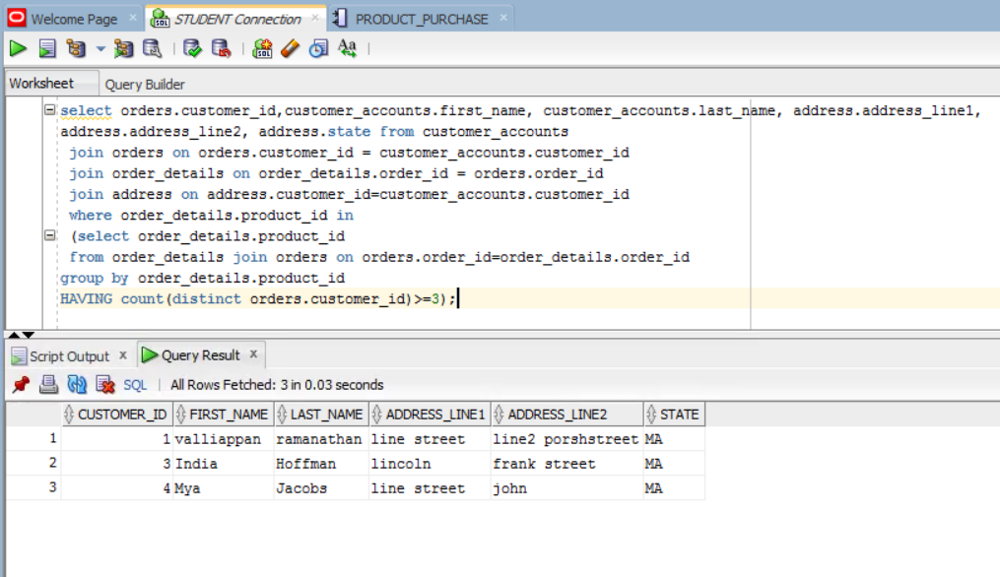 Welcome Page × STUDENT Connection × PRODUCT_PURCHASE ×
SQL SQL Aa
Worksheet Query Builder
select orders.customer_id,customer_accounts.first_name, customer_accounts.last_name, address.address_line1,
address.address_line2, address.state from customer_accounts
join orders on orders.customer_id = customer_accounts.customer_id
join order_details on order_details.order_id = orders.order_id
join address on address.customer_id=customer_accounts.customer_id
where order_details.product_id in
(select order_details.product_id
from order_details join orders on orders.order_id=order_details.order_id
group by order_details.product_id
HAVING count(distinct orders.customer_id)>=3);
Script Output × Query Result ×
SQL | All Rows Fetched: 3 in 0.03 seconds
CUSTOMER_ID FIRST_NAME LAST_NAME ADDRESS_LINE1 ADDRESS_LINE2 STATE
1 1 valliappan ramanathan line street line2 porshstreet MA
2 3 India Hoffman lincoln frank street MA
3 4 Mya Jacobs line street john MA